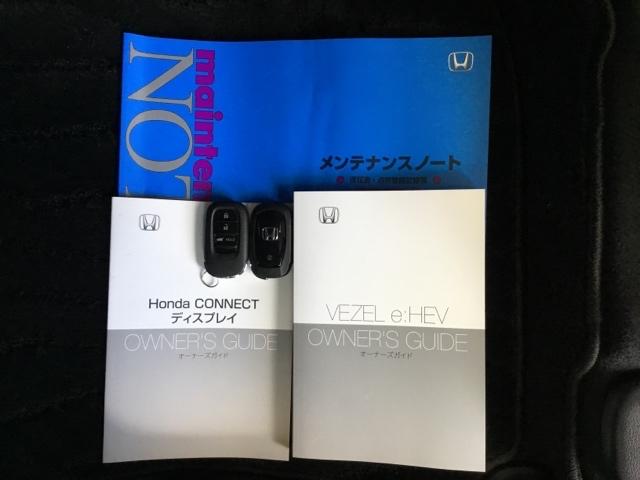 mainten
NOT
メンテナンスノート
Honda CONNECT
ディスプレイ
OWNER'S GUIDE
オーナーズガイド
VEZEL e:HEV
OWNER'S GUIDE
オーナーズガイド